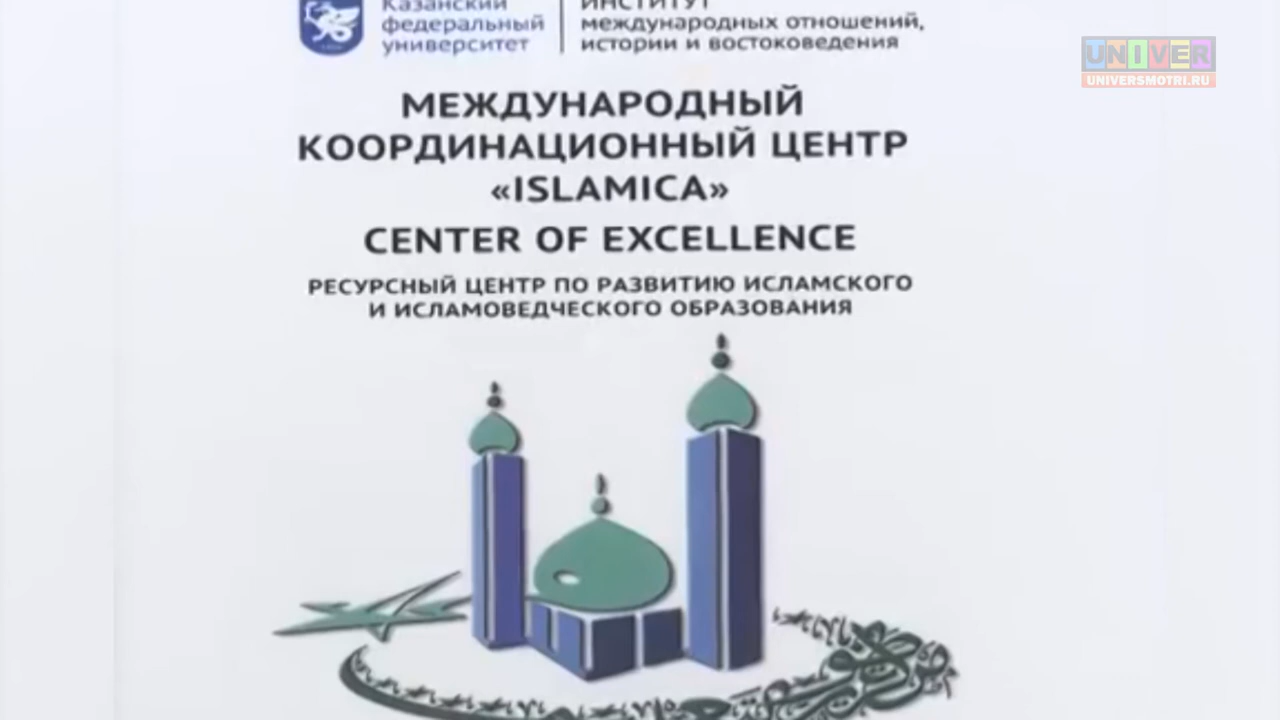 Казанский
федеральный
университет
ИНСТИТУТ
международных отношений,
истории и востоковедения
UNIVER
UNIVERSMOTRI.RU
МЕЖДУНАРОДНЫЙ
КООРДИНАЦИОННЫЙ ЦЕНТР
«ISLAMICA»
CENTER OF EXCELLENCE
РЕСУРСНЫЙ ЦЕНТР ПО РАЗВИТИЮ ИСЛАМСКОГО
И ИСЛАМОВЕДЧЕСКОГО ОБРАЗОВАНИЯ